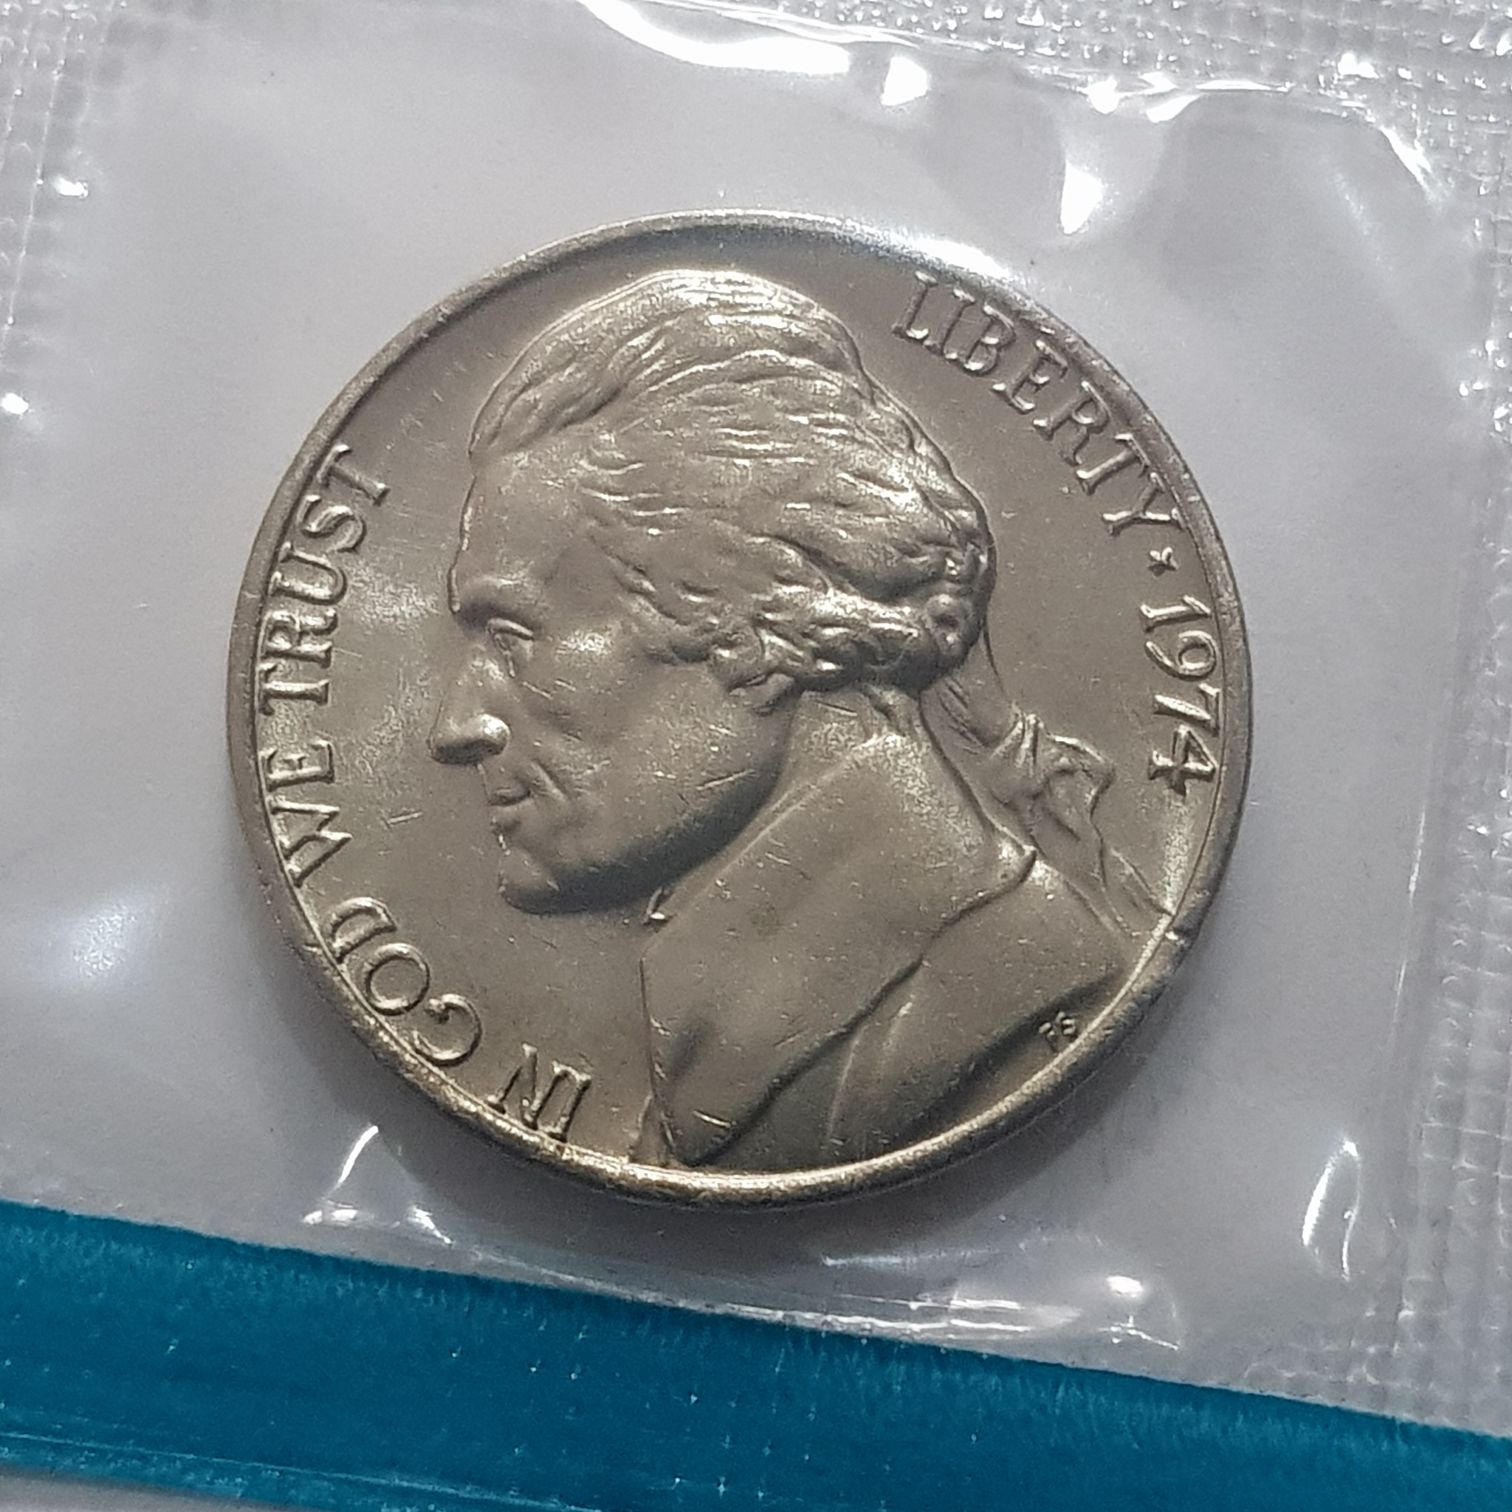 IN GOD WE TRUST
LIBERTY ★ 1974
FS